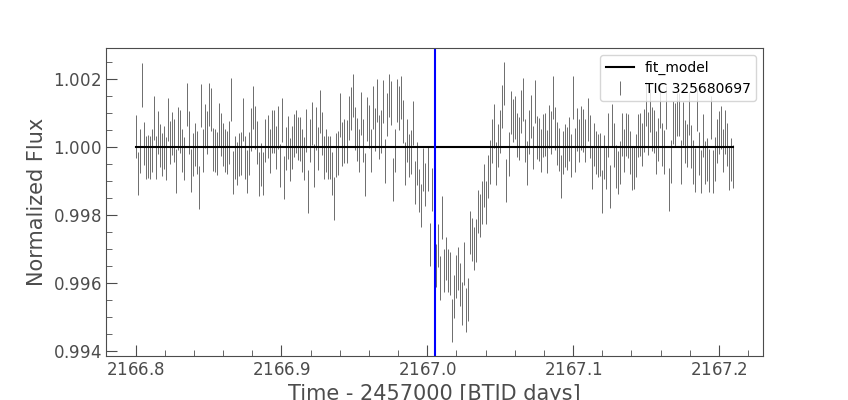 fit_model
TIC 325680697
1.002
1.000
0.998
0.996
0.994
Normalized Flux
2166.8 2166.9 2167.0 2167.1 2167.2
Time - 2457000 [BTJD days]